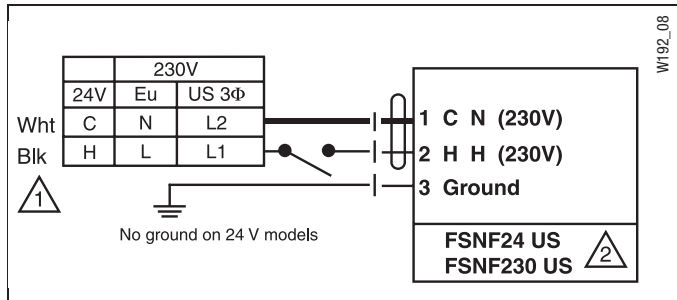 W192_08
230V
24V Eu US 3Φ
Wht C N L2
Blk H L L1
1
No ground on 24 V models
1 C N (230V)
2 H H (230V)
3 Ground
FSNF24 US
FSNF230 US
2